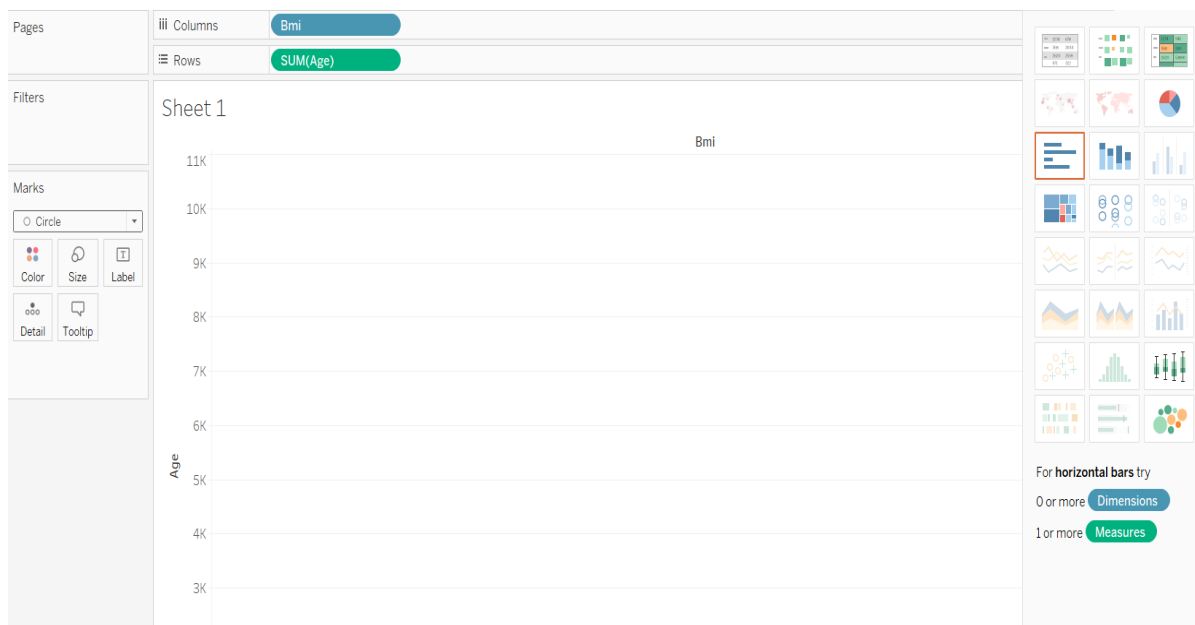 Pages
Columns
Bmi
Rows
SUM(Age)
Filters
Marks
Circle
Color
Size
Label
Detail
Tooltip
Sheet 1
Bmi
11K
10K
9K
8K
7K
6K
5K
4K
3K
Age
For horizontal bars try
0 or more Dimensions
1 or more Measures